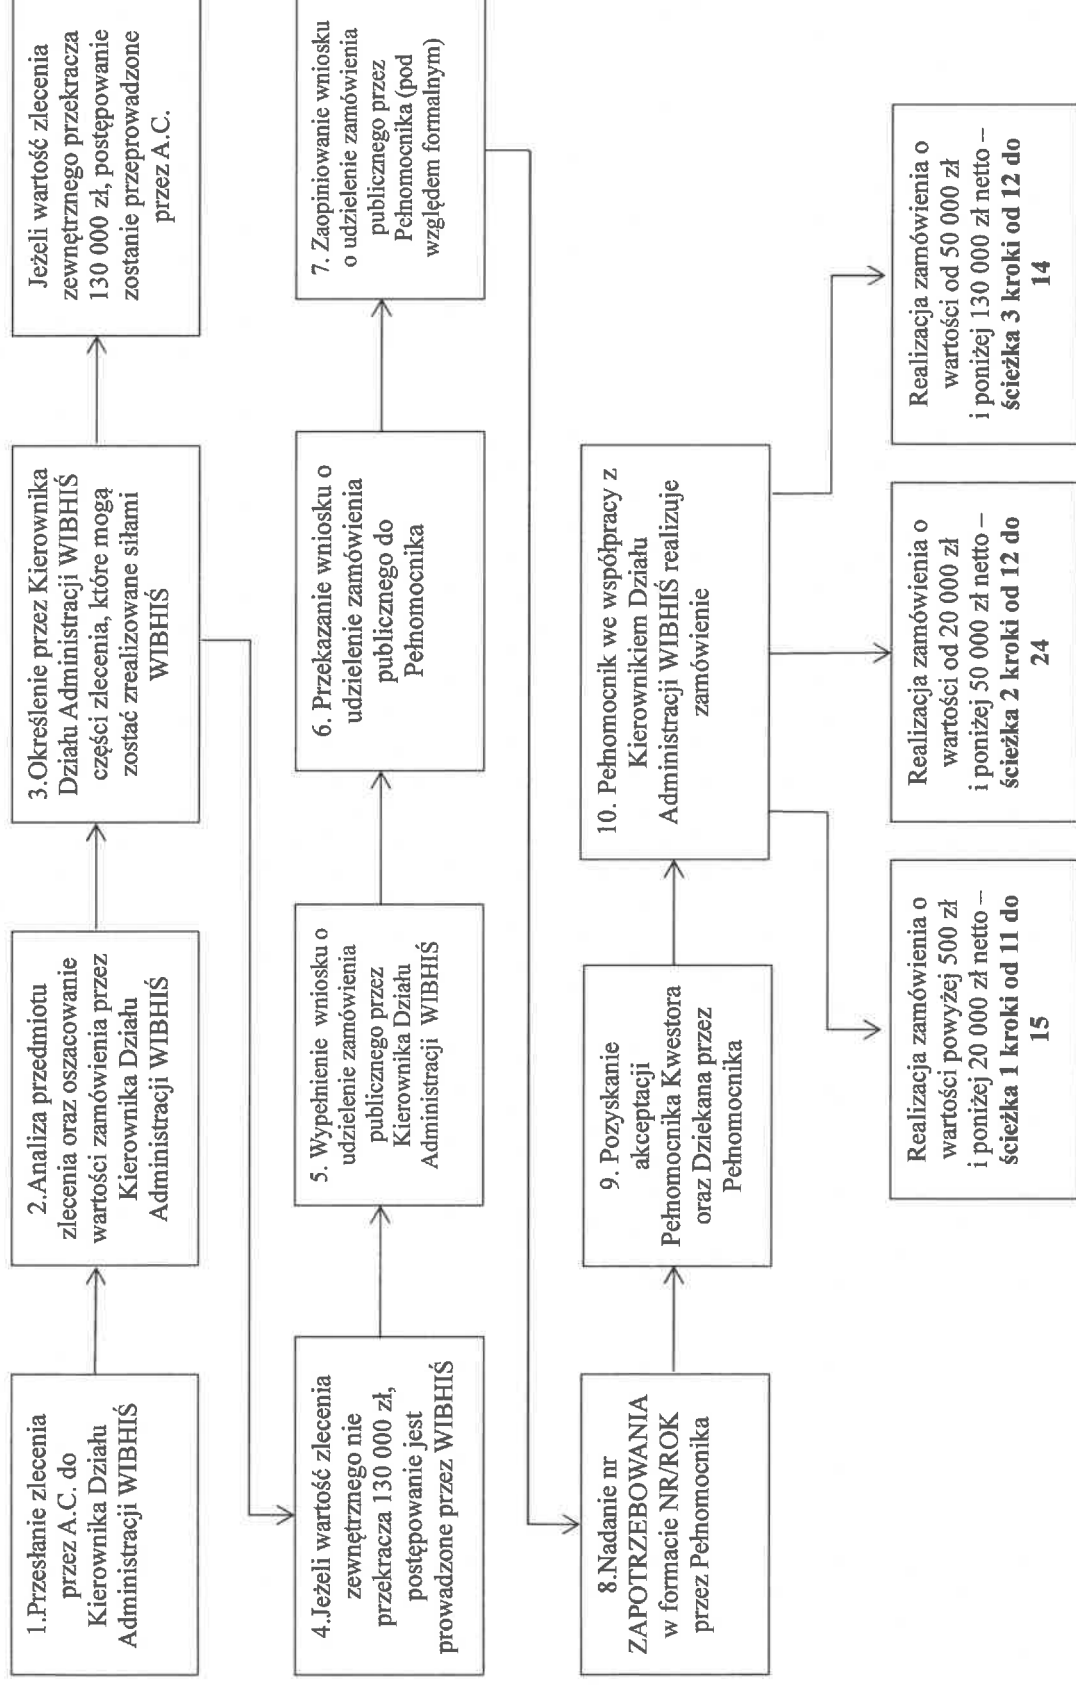 1.Przesłanie zlecenia
przez A.C. do
Kierownika Działu
Administracji WIBHIŚ
2.Analiza przedmiotu
zlecenia oraz oszacowanie
wartości zamówienia przez
Kierownika Działu
Administracji WIBHIŚ
3.Określenie przez Kierownika
Działu Administracji WIBHIŚ
części zlecenia, które mogą
zostać zrealizowane siłami
WIBHIŚ
Jeżeli wartość zlecenia
zewnętrznego przekracza
130 000 zł, postępowanie
zostanie przeprowadzone
przez A.C.
4.Jeżeli wartość zlecenia
zewnętrznego nie
przekracza 130 000 zł,
postępowanie jest
prowadzone przez WIBHIŚ
5. Wypełnienie wniosku o
udzielenie zamówienia
publicznego przez
Kierownika Działu
Administracji WIBHIŚ
6. Przekazanie wniosku o
udzielenie zamówienia
publicznego do
Pełnomocnika
7. Zaopiniowanie wniosku
o udzielenie zamówienia
publicznego przez
Pełnomocnika (pod
względem formalnym)
8.Nadanie nr
ZAPOTRZEBOWANIA
w formacie NR/ROK
przez Pełnomocnika
9. Pozyskanie
akceptacji
Pełnomocnika Kwestora
oraz Dziekana przez
Pełnomocnika
10. Pełnomocnik we współpracy z
Kierownikiem Działu
Administracji WIBHIŚ realizuje
zamówienie
Realizacja zamówienia o
wartości powyżej 500 zł
i poniżej 20 000 zł netto –
ścieżka 1 kroki od 11 do
15
Realizacja zamówienia o
wartości od 20 000 zł
i poniżej 50 000 zł netto –
ścieżka 2 kroki od 12 do
24
Realizacja zamówienia o
wartości od 50 000 zł
i poniżej 130 000 zł netto –
ścieżka 3 kroki od 12 do
14